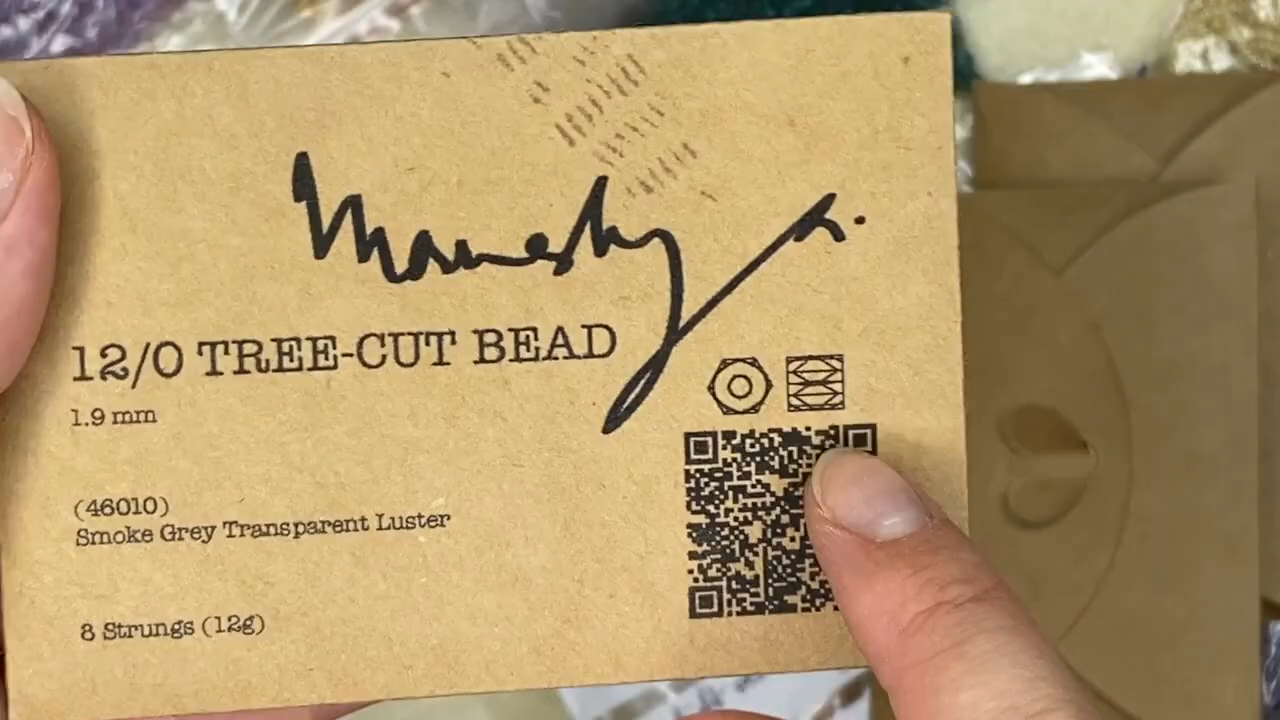 12/0 TREE-CUT BEAD
1.9 mm
(46010)
Smoke Grey Transparent Luster
8 Strungs (12g)